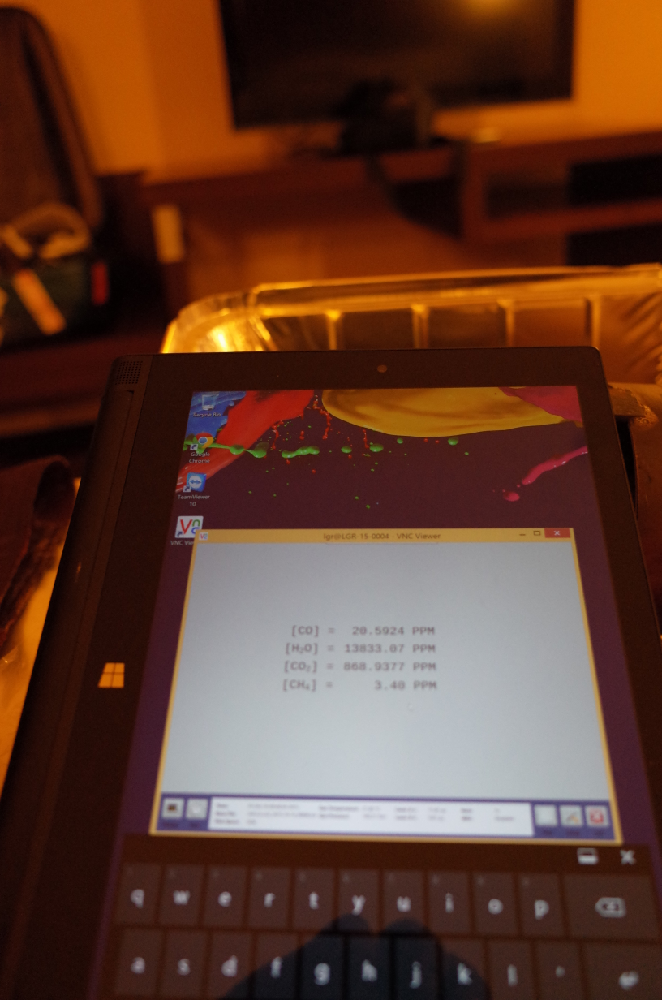 Recycle Bin
Google
Chrome
TeamViewer
10
VNC
lgr@LGR-15-0004 - VNC Viewer
[CO] = 20.5924 PPM
[H₂O] = 13833.07 PPM
[CO₂] = 868.9377 PPM
[CH₄] = 3.40 PPM
q w e r t y u i o p
a s d f g h j k l '